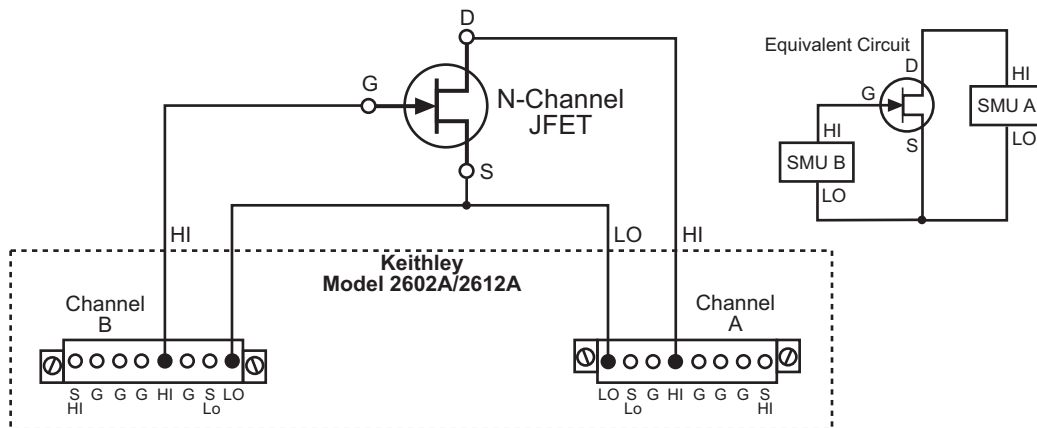 D
G
N-Channel
JFET
S
HI
LO
HI
Keithley
Model 2602A/2612A
Channel
B
S HI G G G HI G S Lo LO
Channel
A
LO S Lo G HI G G G S HI
Equivalent Circuit
D
G
S
HI
SMU A
LO
HI
SMU B
LO